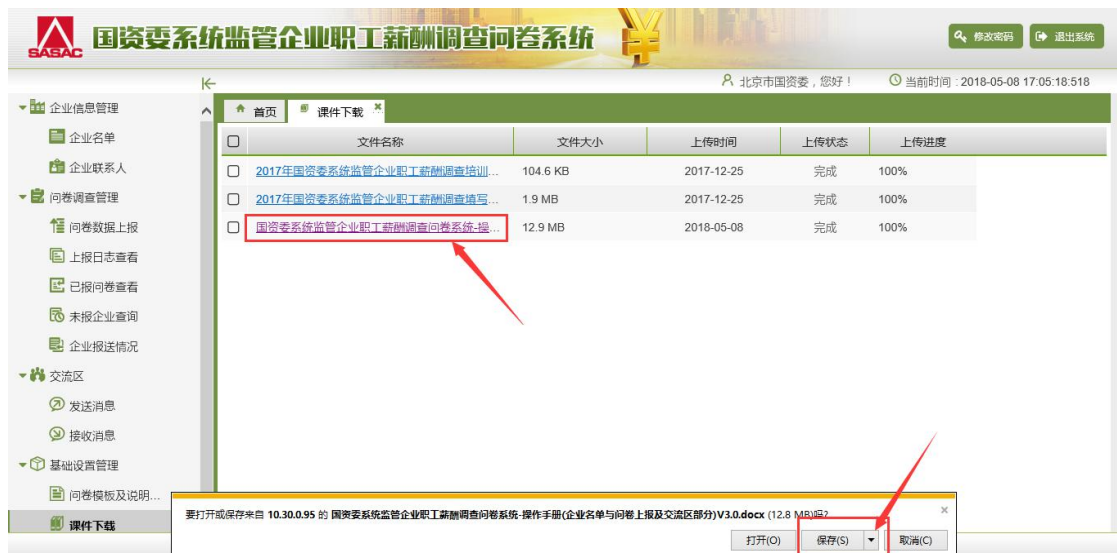 SASAC
国资委系统监管企业职工薪酬调查问卷系统
修改密码 退出系统
北京市国资委，您好！ 当前时间：2018-05-08 17:05:18:518
企业信息管理
企业名单
企业联系人
问卷调查管理
问卷数据上报
上报日志查看
已报问卷查看
未报企业查询
企业报送情况
交流区
发送消息
接收消息
基础设置管理
问卷模板及说明...
课件下载
首页 课件下载
文件名称 文件大小 上传时间 上传状态 上传进度
2017年国资委系统监管企业职工薪酬调查培训... 104.6 KB 2017-12-25 完成 100%
2017年国资委系统监管企业职工薪酬调查填写... 1.9 MB 2017-12-25 完成 100%
国资委系统监管企业职工薪酬调查问卷系统-操... 12.9 MB 2018-05-08 完成 100%
要打开或保存来自 10.30.0.95 的 国资委系统监管企业职工薪酬调查问卷系统-操作手册(企业名单与问卷上报及交流区部分)V3.0.docx (12.8 MB)吗?
打开(O) 保存(S) 取消(C)